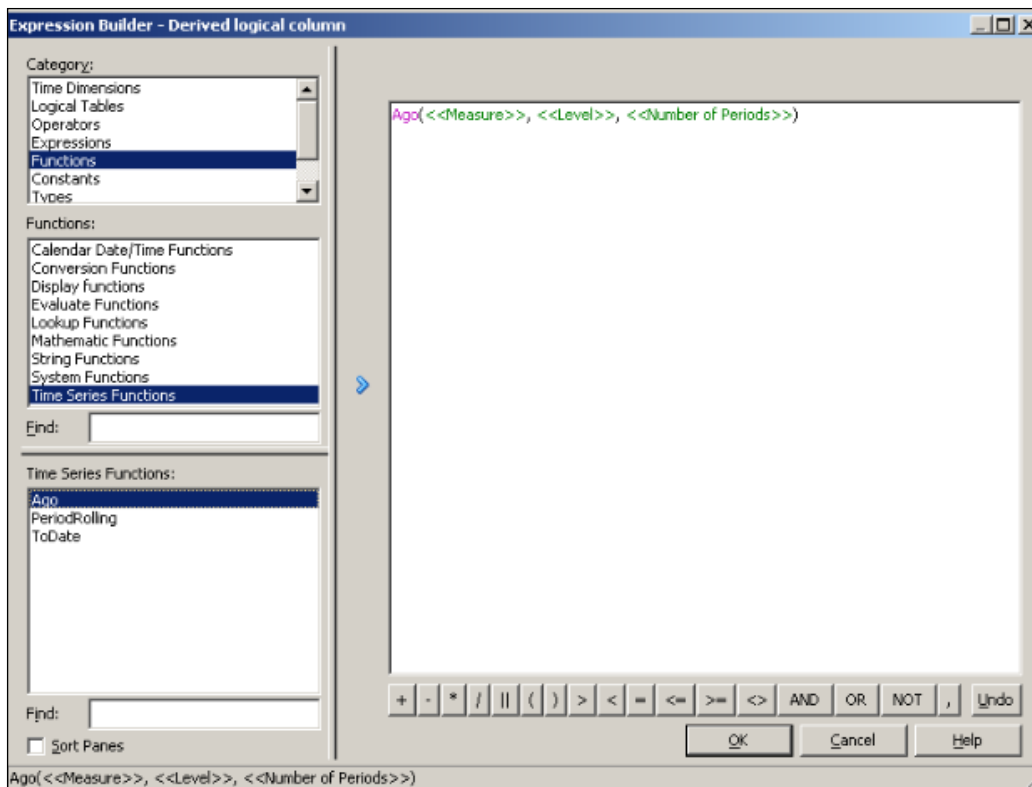 Expression Builder - Derived logical column
Category:
Time Dimensions
Logical Tables
Operators
Expressions
Functions
Constants
Types
Functions:
Calendar Date/Time Functions
Conversion Functions
Display functions
Evaluate Functions
Lookup Functions
Mathematic Functions
String Functions
System Functions
Time Series Functions
Find:
Time Series Functions:
Ago
PeriodRolling
ToDate
Find:
Sort Panes
Ago(<<Measure>>, <<Level>>, <<Number of Periods>>)
+ - * / || ( ) > < = <= >= <> AND OR NOT , Undo
OK Cancel Help
Ago(<<Measure>>, <<Level>>, <<Number of Periods>>)